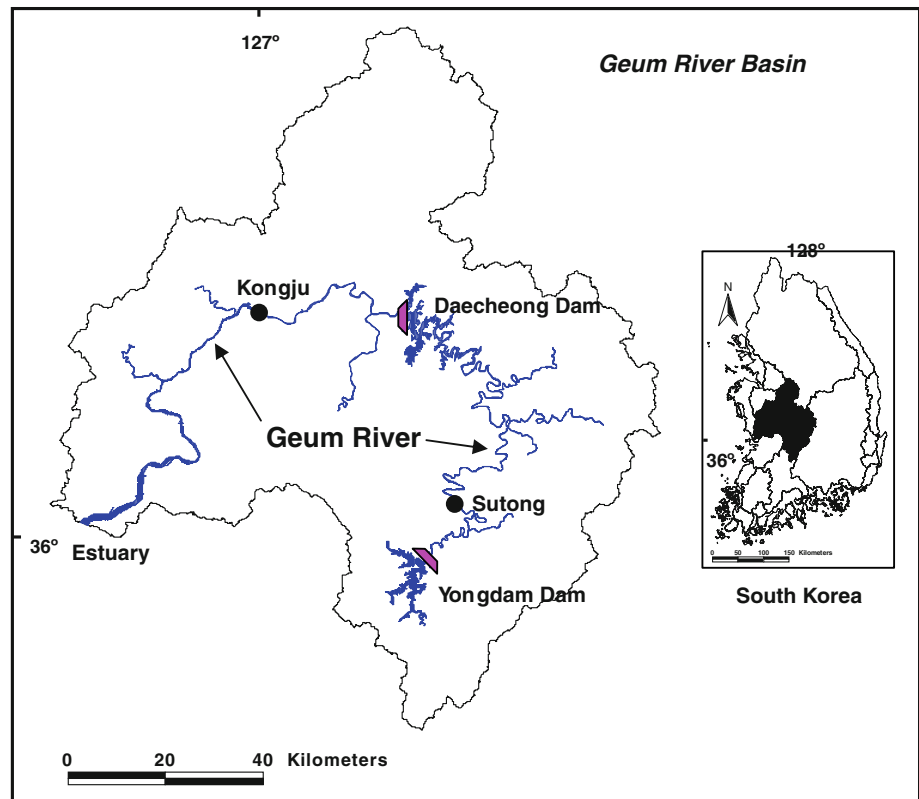 127°
Geum River Basin
128°
Kongju
Daecheong Dam
N
Geum River
36°
Sutong
36°
Estuary
0 50 100 150 Kilometers
Yongdam Dam
South Korea
0 20 40 Kilometers